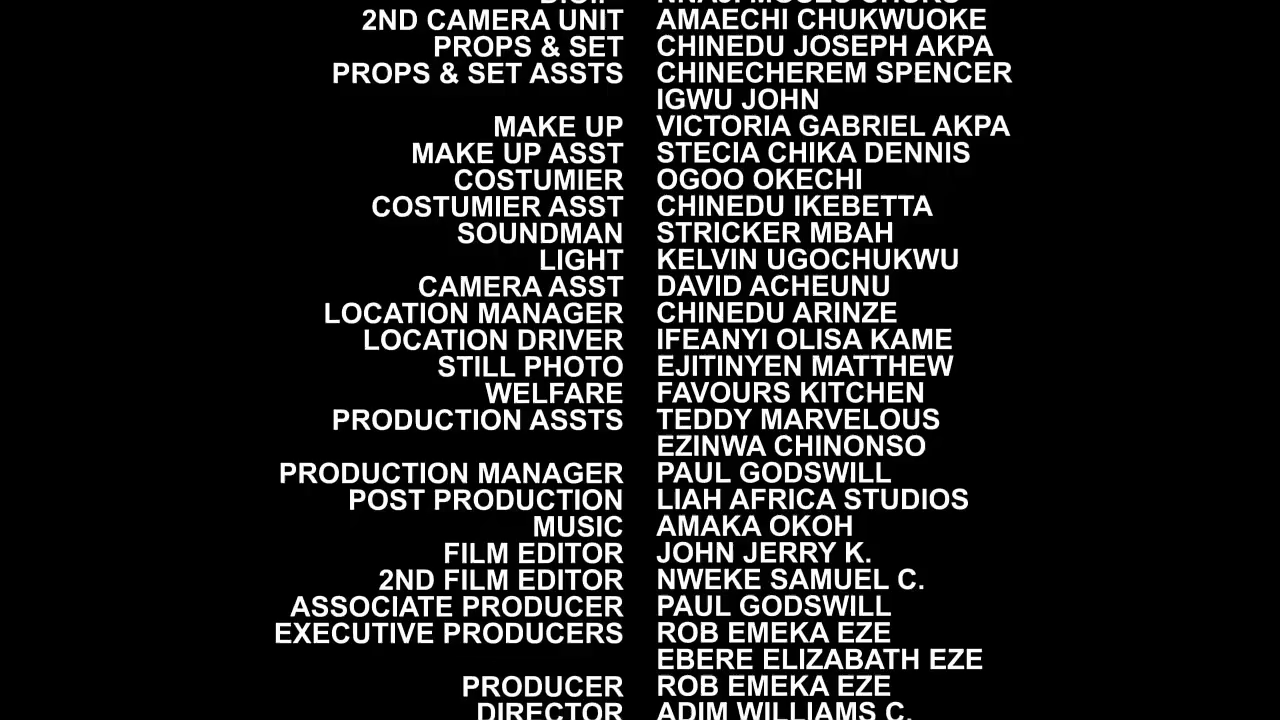 2ND CAMERA UNIT AMAECHI CHUKWUOKE
PROPS & SET CHINEDU JOSEPH AKPA
PROPS & SET ASSTS CHINECHEREM SPENCER
IGWU JOHN
MAKE UP VICTORIA GABRIEL AKPA
MAKE UP ASST STECIA CHIKA DENNIS
COSTUMIER OGOO OKECHI
COSTUMIER ASST CHINEDU IKEBETTA
SOUNDMAN STRICKER MBAH
LIGHT KELVIN UGOCHUKWU
CAMERA ASST DAVID ACHEUNU
LOCATION MANAGER CHINEDU ARINZE
LOCATION DRIVER IFEANYI OLISA KAME
STILL PHOTO EJITINYEN MATTHEW
WELFARE FAVOURS KITCHEN
PRODUCTION ASSTS TEDDY MARVELOUS
EZINWA CHINONSO
PRODUCTION MANAGER PAUL GODSWILL
POST PRODUCTION LIAH AFRICA STUDIOS
MUSIC AMAKA OKOH
FILM EDITOR JOHN JERRY K.
2ND FILM EDITOR NWEKE SAMUEL C.
ASSOCIATE PRODUCER PAUL GODSWILL
EXECUTIVE PRODUCERS ROB EMEKA EZE
EBERE ELIZABATH EZE
PRODUCER ROB EMEKA EZE
DIRECTOR ADIM WILLIAMS C.